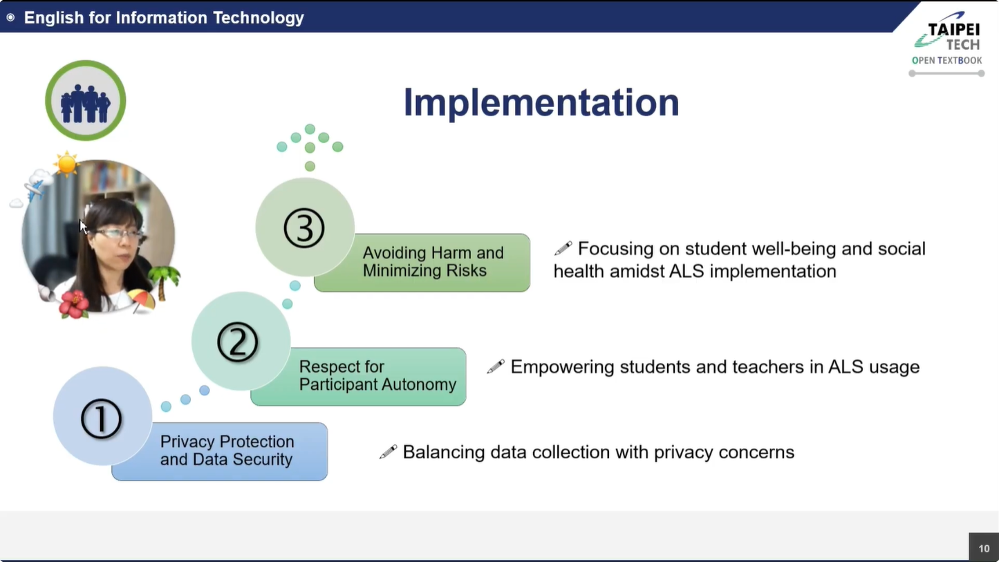 English for Information Technology
TAIPEI
TECH
OPEN TEXTBOOK
Implementation
③
Avoiding Harm and
Minimizing Risks
Focusing on student well-being and social
health amidst ALS implementation
②
Respect for
Participant Autonomy
Empowering students and teachers in ALS usage
①
Privacy Protection
and Data Security
Balancing data collection with privacy concerns
10